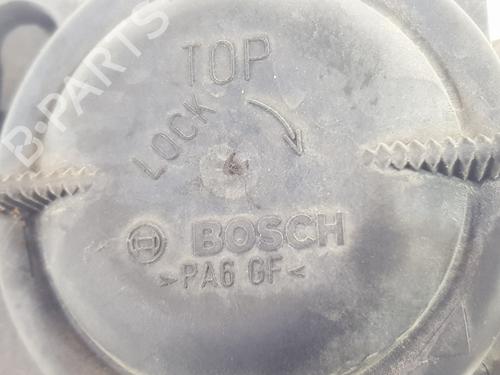 TOP
LOCK
BOSCH
>PA6 GF<
B-PARTS